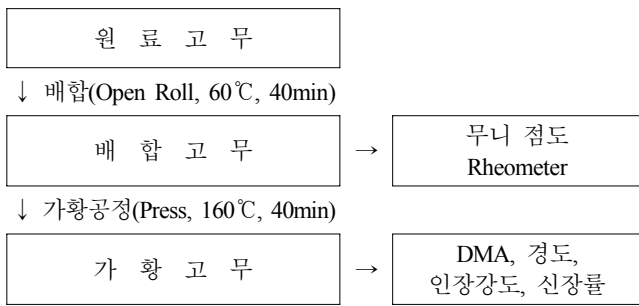 원 료 고 무
↓ 배합(Open Roll, 60℃, 40min)
배 합 고 무 → 무니 점도
Rheometer
↓ 가황공정(Press, 160℃, 40min)
가 황 고 무 → DMA, 경도,
인장강도, 신장률